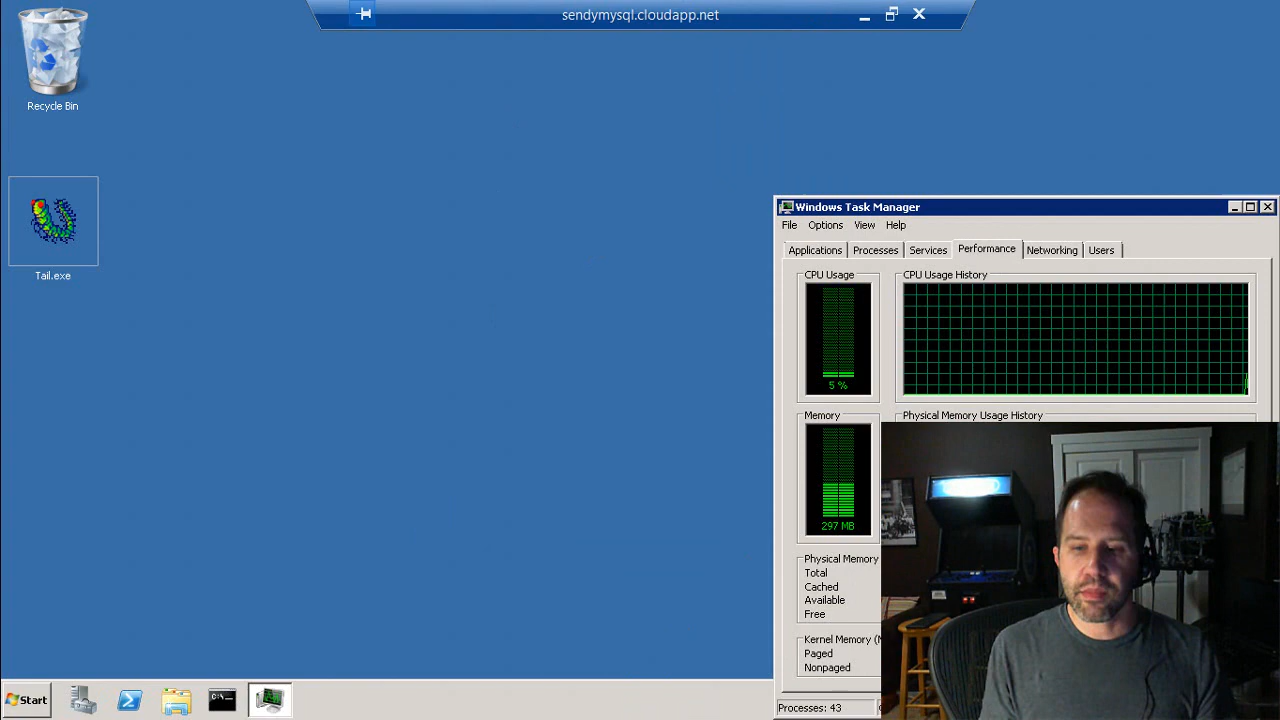 sendymysql.cloudapp.net
Recycle Bin
Tail.exe
Windows Task Manager
File Options View Help
Applications Processes Services Performance Networking Users
CPU Usage
CPU Usage History
5 %
Memory
Physical Memory Usage History
297 MB
Physical Memory
Total
Cached
Available
Free
Kernel Memory (
Paged
Nonpaged
Processes: 43
Start
C:\